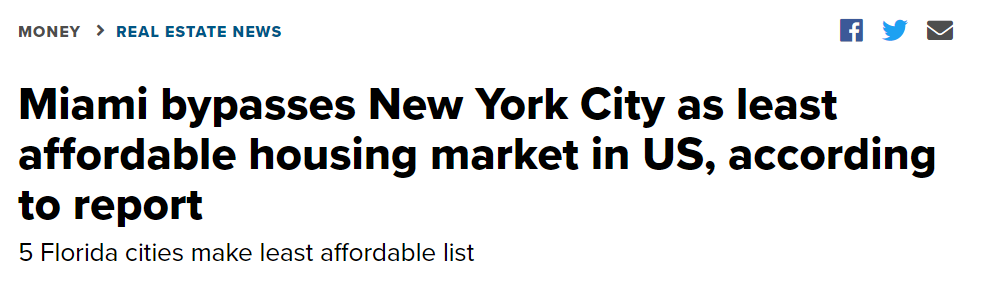 MONEY > REAL ESTATE NEWS
Miami bypasses New York City as least
affordable housing market in US, according
to report
5 Florida cities make least affordable list